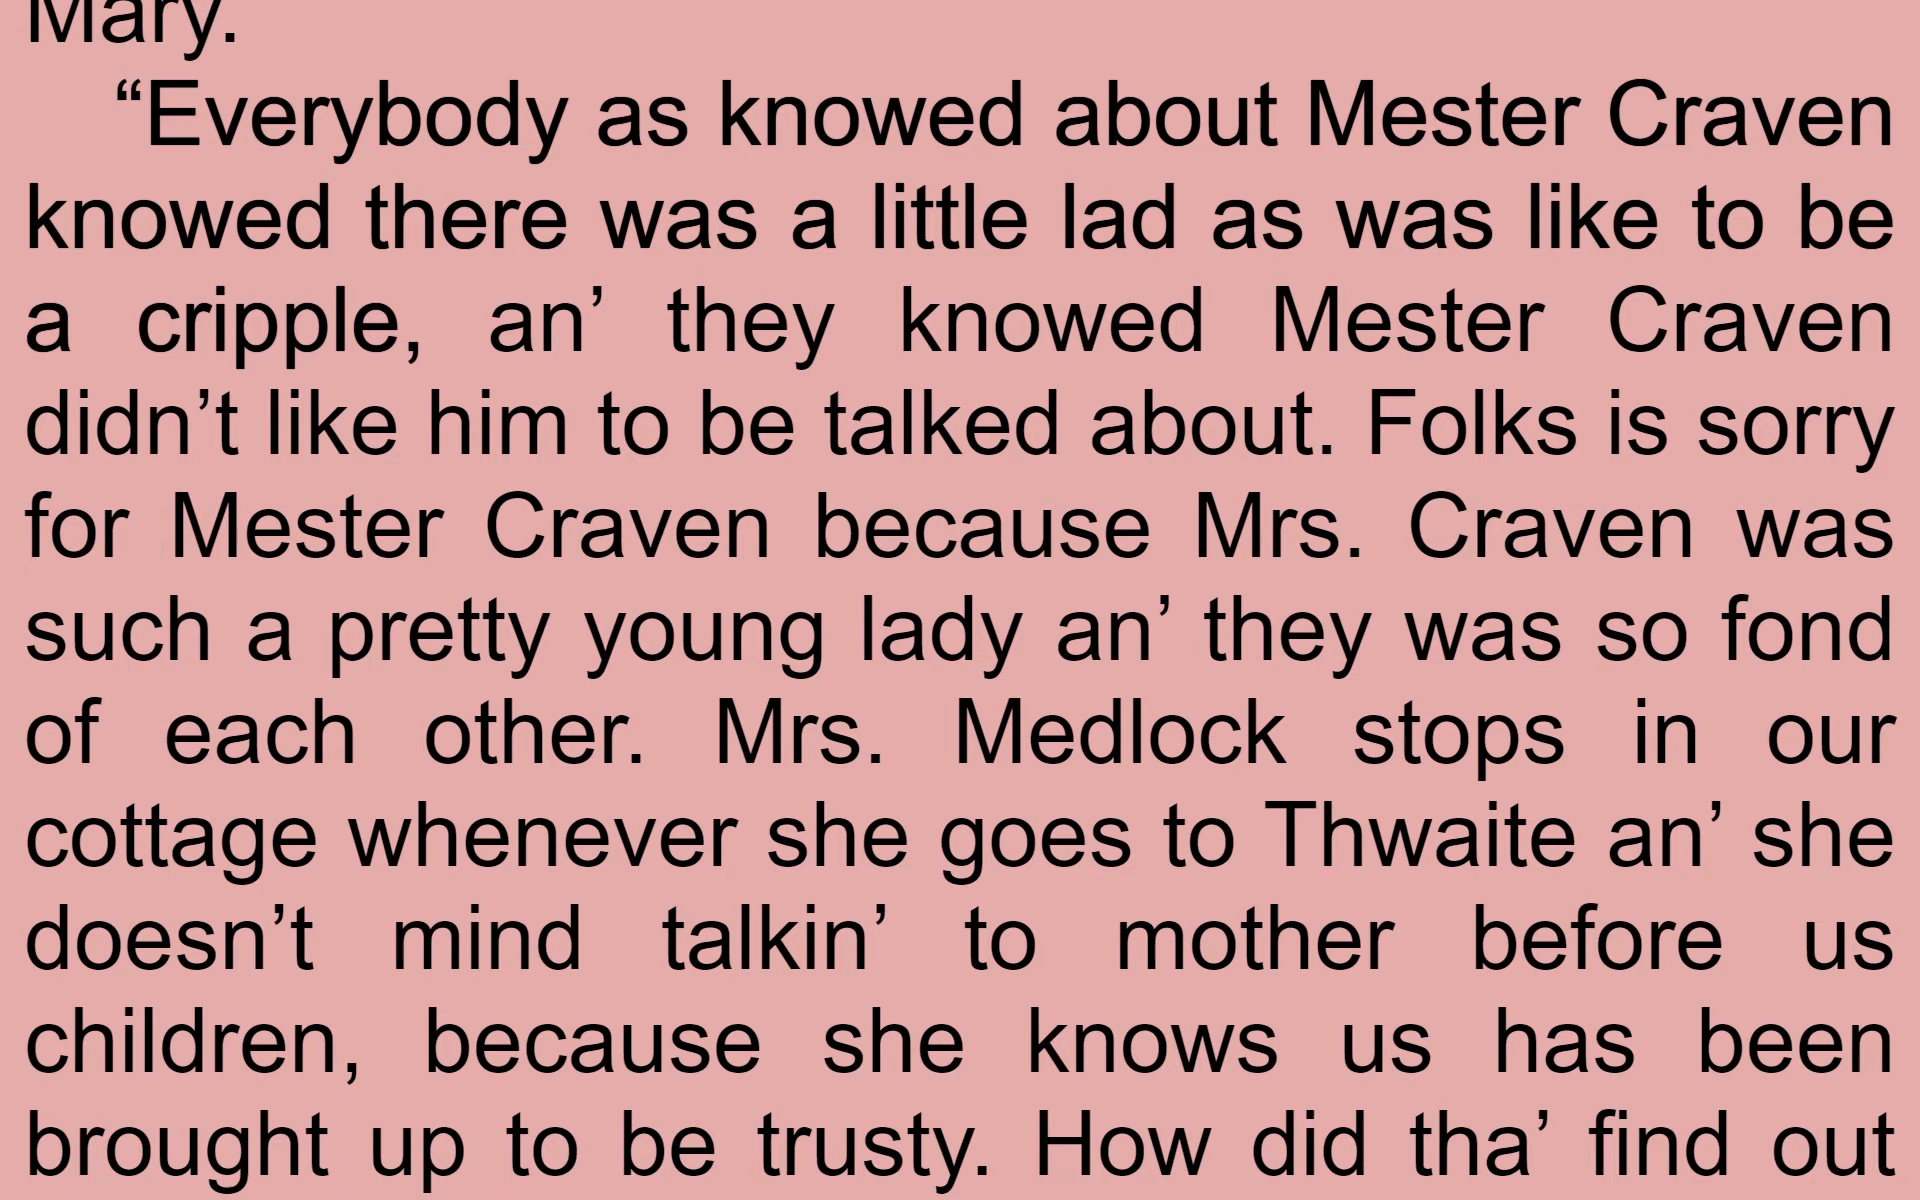 Mary.
“Everybody as knowed about Mester Craven
knowed there was a little lad as was like to be
a cripple, an’ they knowed Mester Craven
didn’t like him to be talked about. Folks is sorry
for Mester Craven because Mrs. Craven was
such a pretty young lady an’ they was so fond
of each other. Mrs. Medlock stops in our
cottage whenever she goes to Thwaite an’ she
doesn’t mind talkin’ to mother before us
children, because she knows us has been
brought up to be trusty. How did tha’ find out